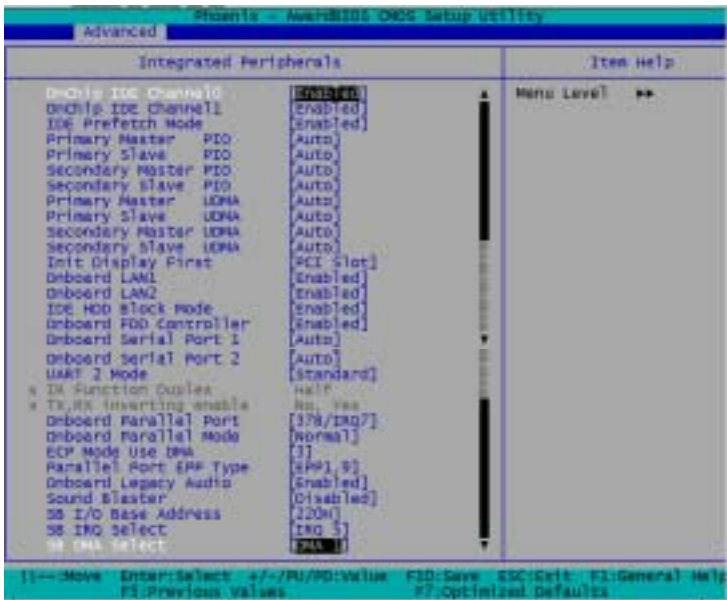 Phoenix - AwardBIOS CMOS Setup Utility
Advanced
Integrated Peripherals
Item Help
OnChip IDE Channel0 [Enabled]
Menu Level ▶▶
OnChip IDE Channel1 [Enabled]
IDE Prefetch Mode [Enabled]
Primary Master PIO [Auto]
Primary Slave PIO [Auto]
Secondary Master PIO [Auto]
Secondary Slave PIO [Auto]
Primary Master UDMA [Auto]
Primary Slave UDMA [Auto]
Secondary Master UDMA [Auto]
Secondary Slave UDMA [Auto]
Init Display First [PCI Slot]
Onboard LAN1 [Enabled]
Onboard LAN2 [Enabled]
IDE HDD Block Mode [Enabled]
Onboard FDD Controller [Enabled]
Onboard Serial Port 1 [Auto]
Onboard Serial Port 2 [Auto]
UART 2 Mode [Standard]
x IR Function Duplex Half
x TX,RX inverting enable No, Yes
Onboard Parallel Port [378/IRQ7]
Onboard Parallel Mode [Normal]
ECP Mode Use DMA [3]
Parallel Port EPP Type [EPP1.9]
Onboard Legacy Audio [Enabled]
Sound Blaster [Disabled]
SB I/O Base Address [220H]
SB IRQ Select [IRQ 5]
SB DMA Select [DMA 1]
:Move Enter:Select +/-/PU/PD:Value F10:Save ESC:Exit F1:General Help
F5:Previous Values F7:Optimized Defaults